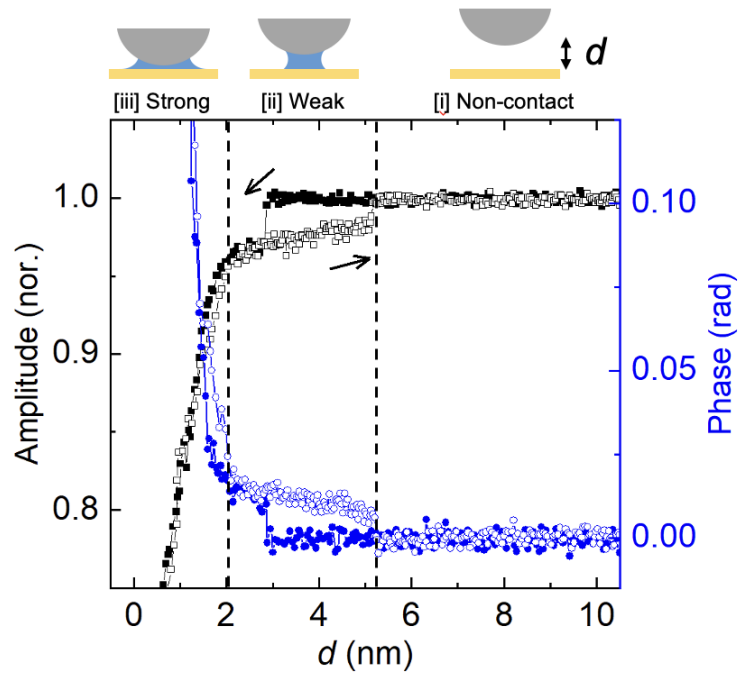 d
[iii] Strong [ii] Weak [i] Non-contact
1.0
0.9
0.8
Amplitude (nor.)
0.10
0.05
0.00
Phase (rad)
0 2 4 6 8 10
d (nm)